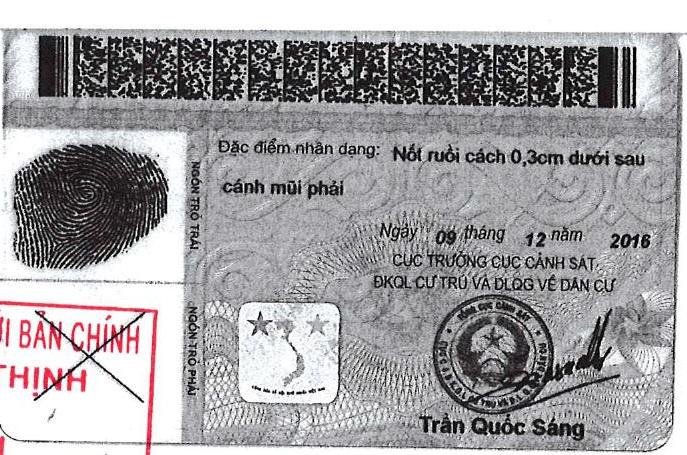 Đặc điểm nhân dạng: Nốt ruồi cách 0,3cm dưới sau
cánh mũi phải
NGÓN TRỎ TRÁI
Ngày 09 tháng 12 năm 2016
CỤC TRƯỞNG CỤC CẢNH SÁT
ĐKQL CƯ TRÚ VÀ DLQG VỀ DÂN CƯ
NGÓN TRỎ PHẢI
BẢN CHÍNH
THỊNH
Trần Quốc Sáng